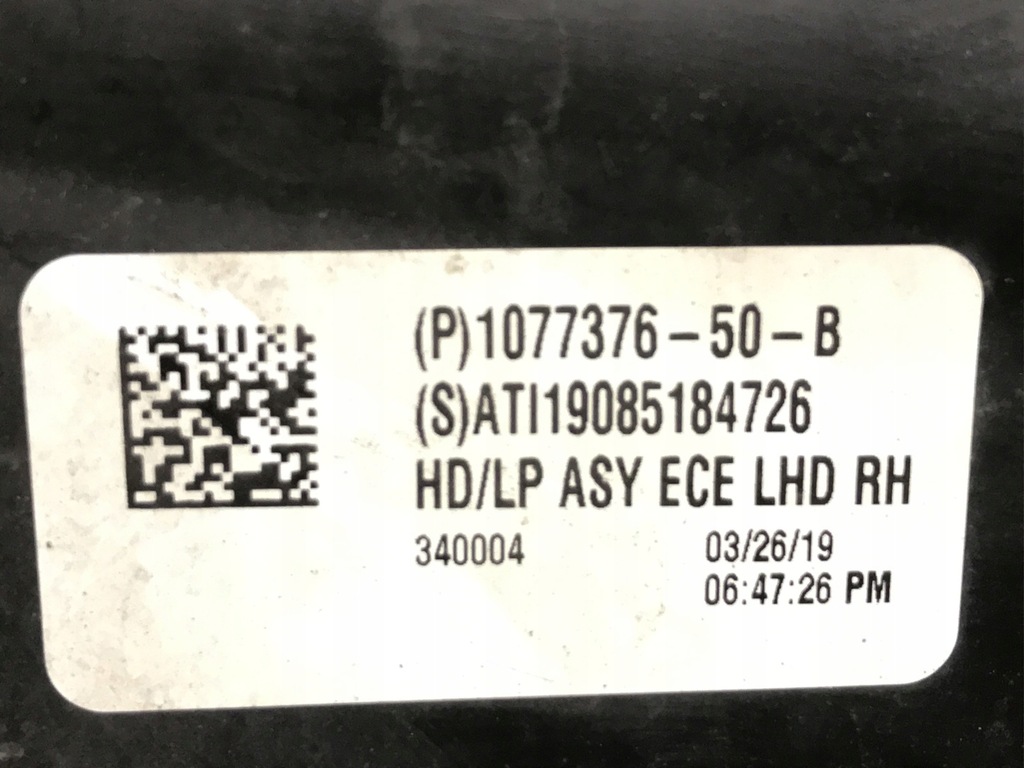 (P)1077376-50-B
(S)ATI19085184726
HD/LP ASY ECE LHD RH
340004 03/26/19
06:47:26 PM